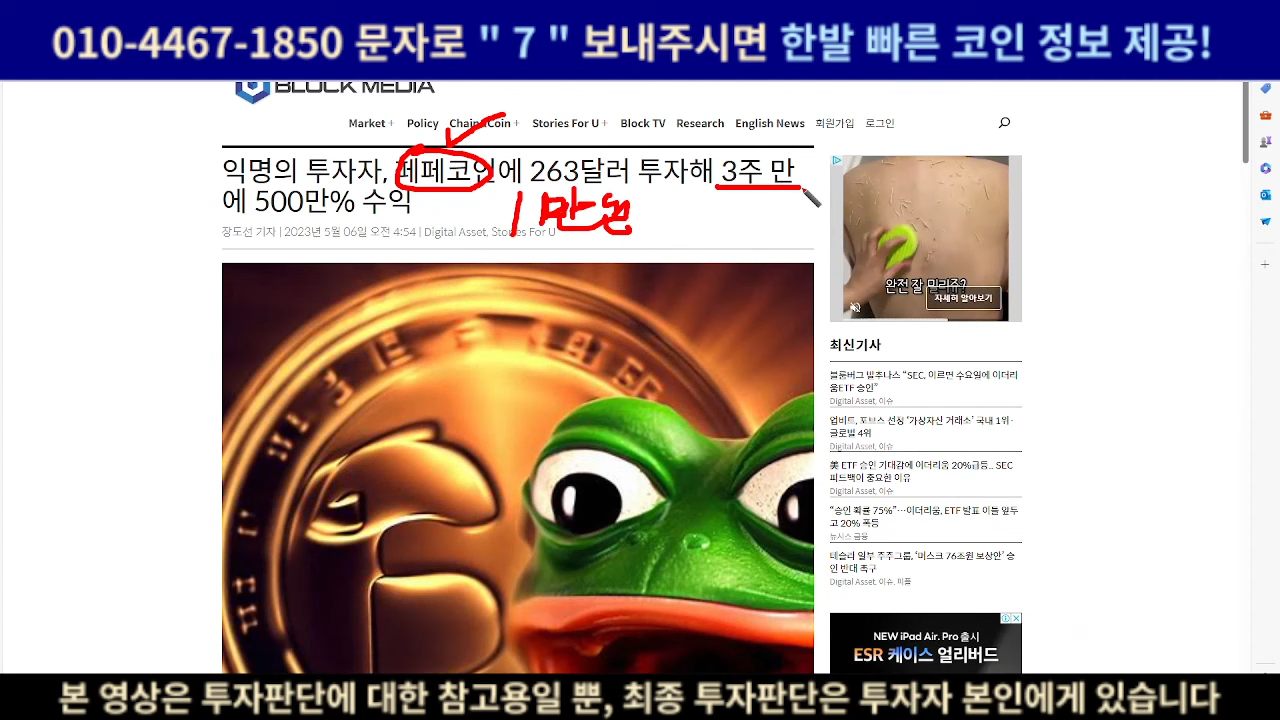 010-4467-1850 문자로 " 7 " 보내주시면 한발 빠른 코인 정보 제공!
BLOCK MEDIA
Market + Policy Chain&Coin + Stories For U + Block TV Research English News 회원가입 로그인
익명의 투자자, 페페코인에 263달러 투자해 3주 만
에 500만% 수익
1만원
장도선 기자 | 2023년 5월 06일 오전 4:54 | Digital Asset, Stories For U
완전 잘 밀리죠?
자세히 알아보기
최신기사
블룸버그 발추나스 “SEC, 이르면 수요일에 이더리
움ETF 승인”
Digital Asset, 이슈
업비트, 포브스 선정 ‘가상자산 거래소’ 국내 1위·
글로벌 4위
Digital Asset, 이슈
美 ETF 승인 기대감에 이더리움 20%급등.. SEC
피드백이 중요한 이유
Digital Asset, 이슈
“승인 확률 75%”…이더리움, ETF 발표 이틀 앞두
고 20% 폭등
뉴시스 금융
테슬라 일부 주주그룹, ‘머스크 76조원 보상안’ 승
인 반대 촉구
Digital Asset, 이슈, 피플
NEW iPad Air, Pro 출시
ESR 케이스 얼리버드
본 영상은 투자판단에 대한 참고용일 뿐, 최종 투자판단은 투자자 본인에게 있습니다